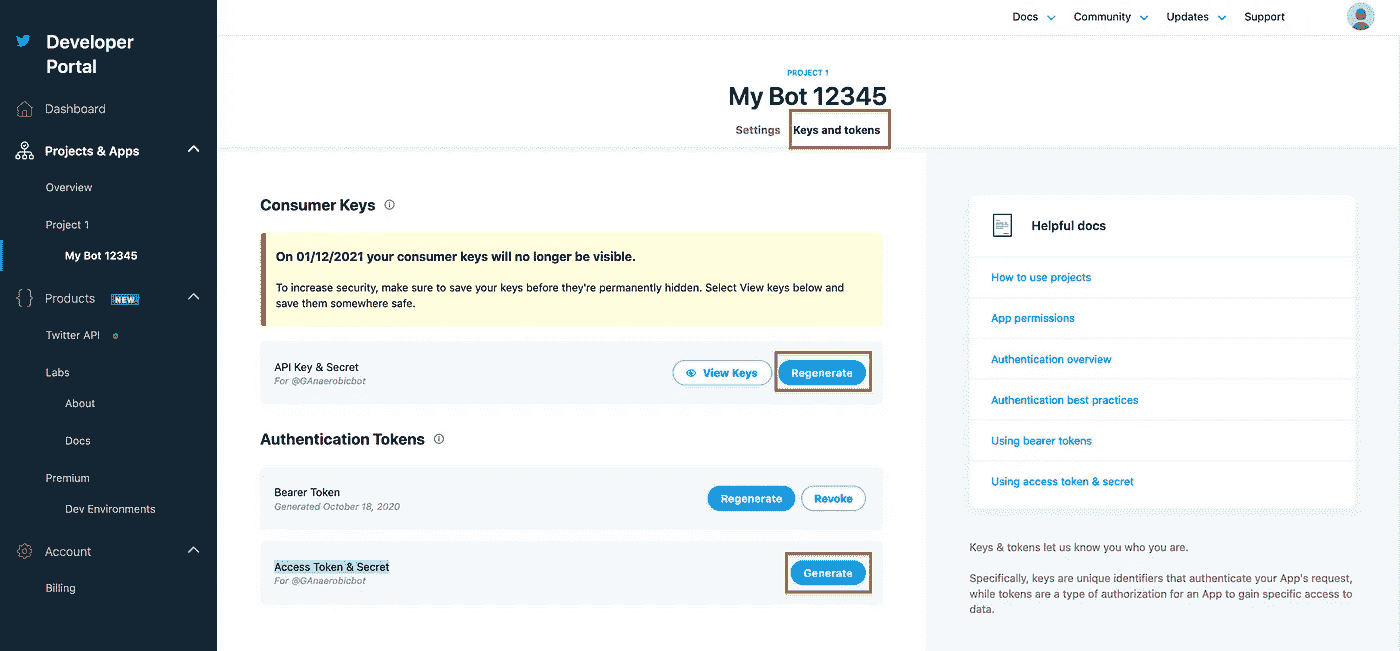 Developer
Portal
Dashboard
Projects & Apps
Overview
Project 1
My Bot 12345
Products NEW
Twitter API
Labs
About
Docs
Premium
Dev Environments
Account
Billing
Docs Community Updates Support
PROJECT 1
My Bot 12345
Settings Keys and tokens
Consumer Keys
On 01/12/2021 your consumer keys will no longer be visible.
To increase security, make sure to save your keys before they're permanently hidden. Select View keys below and
save them somewhere safe.
API Key & Secret
For @GAnaerobicbot
View Keys Regenerate
Authentication Tokens
Bearer Token
Generated October 18, 2020
Regenerate Revoke
Access Token & Secret
For @GAnaerobicbot
Generate
Helpful docs
How to use projects
App permissions
Authentication overview
Authentication best practices
Using bearer tokens
Using access token & secret
Keys & tokens let us know you who you are.
Specifically, keys are unique identifiers that authenticate your App's request,
while tokens are a type of authorization for an App to gain specific access to
data.